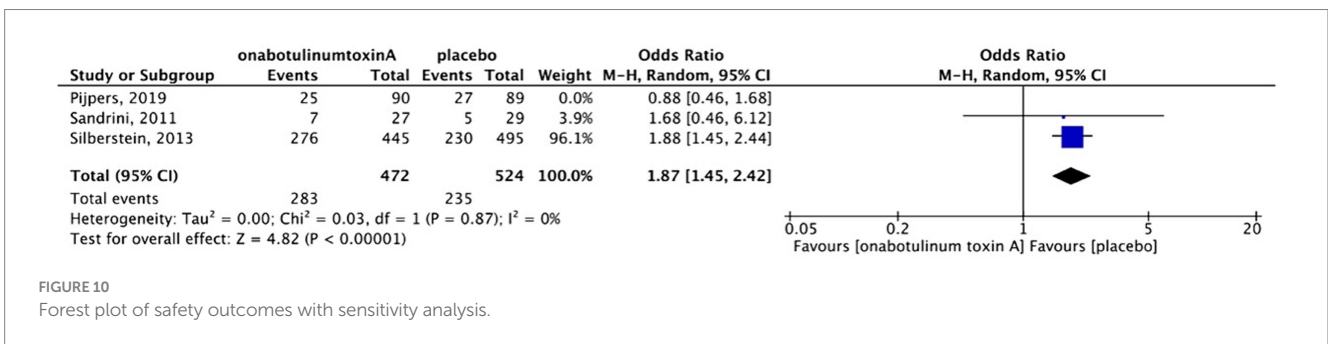 onabotulinumtoxinA placebo Odds Ratio Odds Ratio
Study or Subgroup Events Total Events Total Weight M-H, Random, 95% CI M-H, Random, 95% CI
Pijpers, 2019 25 90 27 89 0.0% 0.88 [0.46, 1.68]
Sandrini, 2011 7 27 5 29 3.9% 1.68 [0.46, 6.12]
Silberstein, 2013 276 445 230 495 96.1% 1.88 [1.45, 2.44]
Total (95% CI) 472 524 100.0% 1.87 [1.45, 2.42]
Total events 283 235
Heterogeneity: Tau² = 0.00; Chi² = 0.03, df = 1 (P = 0.87); I² = 0%
Test for overall effect: Z = 4.82 (P < 0.00001)
0.05 0.2 1 5 20
Favours [onabotulinum toxin A] Favours [placebo]
FIGURE 10
Forest plot of safety outcomes with sensitivity analysis.